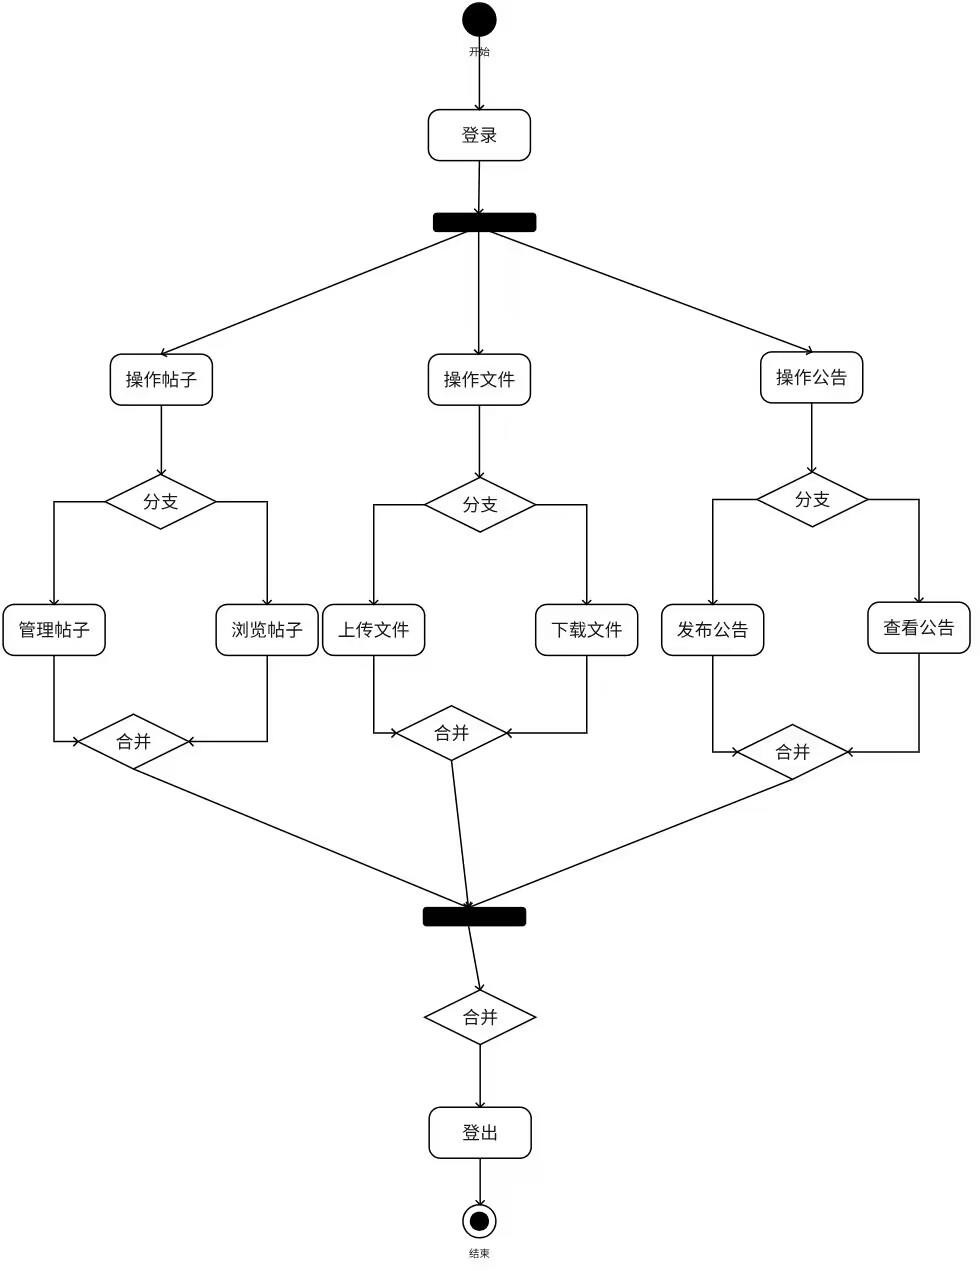 开始
登录
操作帖子
操作文件
操作公告
分支
分支
分支
管理帖子
浏览帖子
上传文件
下载文件
发布公告
查看公告
合并
合并
合并
合并
登出
结束